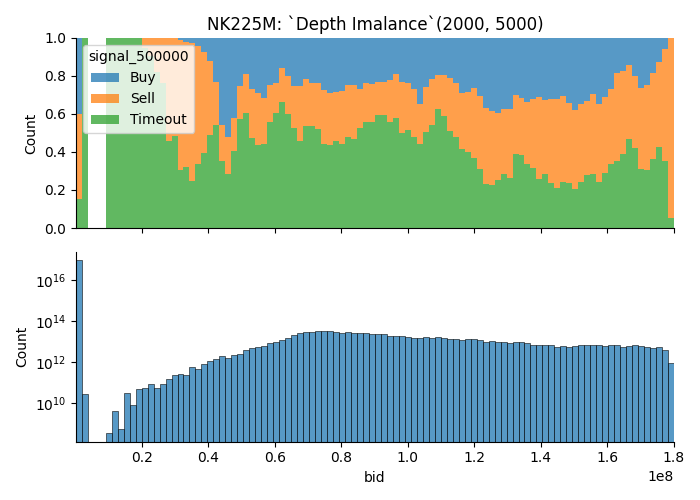 NK225M: `Depth Imalance`(2000, 5000)
1.0
0.8
0.6
0.4
0.2
0.0
Count
signal_500000
Buy
Sell
Timeout
10^16
10^14
10^12
10^10
Count
0.2 0.4 0.6 0.8 1.0 1.2 1.4 1.6 1.8
1e8
bid